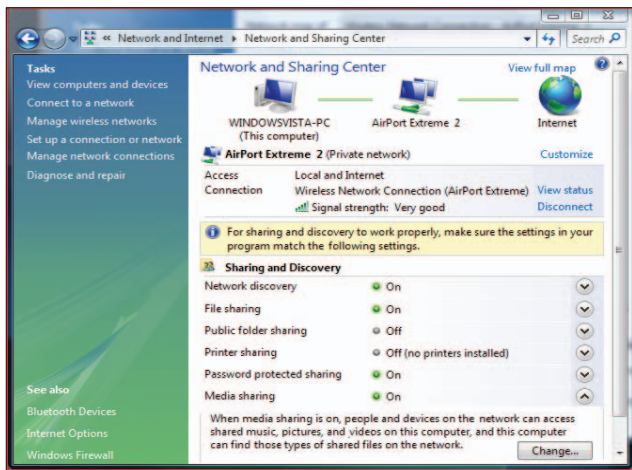 « Network and Internet ▸ Network and Sharing Center
Search
Tasks
View computers and devices
Connect to a network
Manage wireless networks
Set up a connection or network
Manage network connections
Diagnose and repair
See also
Bluetooth Devices
Internet Options
Windows Firewall
Network and Sharing Center
View full map
WINDOWSVISTA-PC
(This computer)
AirPort Extreme 2
Internet
AirPort Extreme 2 (Private network) Customize
Access Local and Internet
Connection Wireless Network Connection (AirPort Extreme) View status
Signal strength: Very good Disconnect
For sharing and discovery to work properly, make sure the settings in your
program match the following settings.
Sharing and Discovery
Network discovery On
File sharing On
Public folder sharing Off
Printer sharing Off (no printers installed)
Password protected sharing On
Media sharing On
When media sharing is on, people and devices on the network can access
shared music, pictures, and videos on this computer, and this computer
can find those types of shared files on the network.
Change...